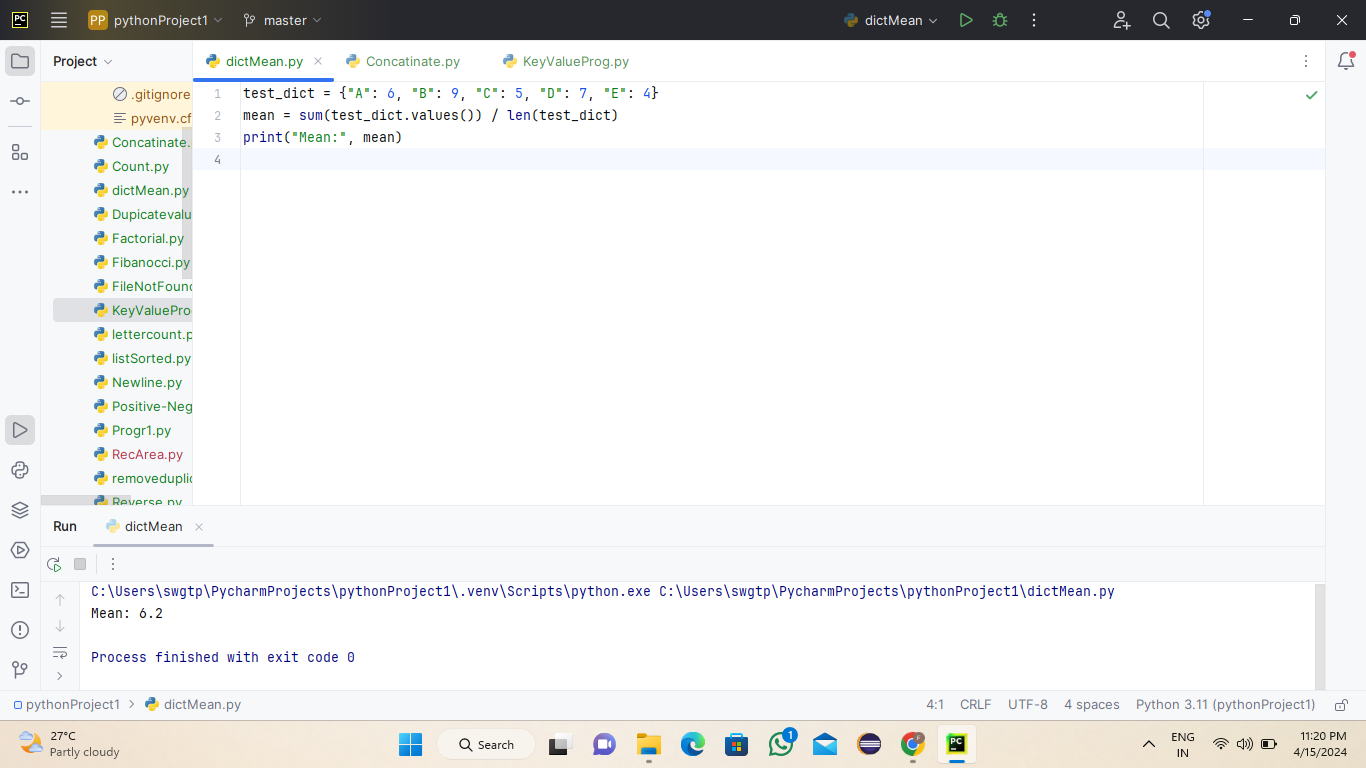 PC PP pythonProject1 master dictMean
Project dictMean.py Concatinate.py KeyValueProg.py
.gitignore
pyvenv.cf
Concatinate.
Count.py
dictMean.py
Dupicatevalu
Factorial.py
Fibanocci.py
FileNotFoun
KeyValuePro
lettercount.p
listSorted.py
Newline.py
Positive-Neg
Progr1.py
RecArea.py
removeduplic
Reverse.py
1 test_dict = {"A": 6, "B": 9, "C": 5, "D": 7, "E": 4}
2 mean = sum(test_dict.values()) / len(test_dict)
3 print("Mean:", mean)
4
Run dictMean
C:\Users\swgtp\PycharmProjects\pythonProject1\.venv\Scripts\python.exe C:\Users\swgtp\PycharmProjects\pythonProject1\dictMean.py
Mean: 6.2
Process finished with exit code 0
pythonProject1 > dictMean.py 4:1 CRLF UTF-8 4 spaces Python 3.11 (pythonProject1)
27°C
Partly cloudy
Search
1
PC
ENG
IN
11:20 PM
4/15/2024